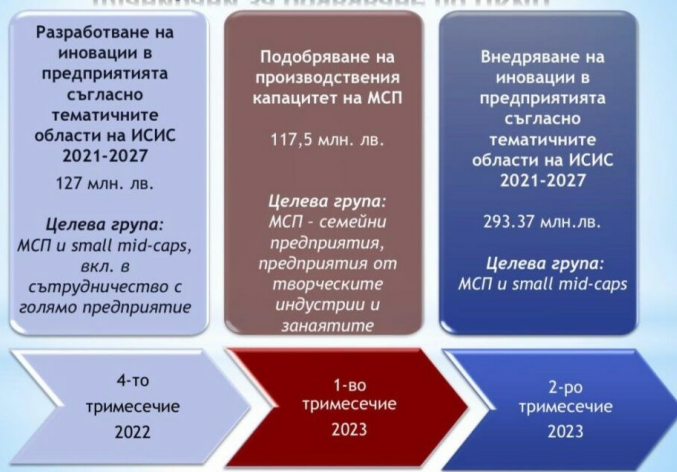 Разработване на
иновации в
предприятията
съгласно
тематичните
области на ИСИС
2021-2027
127 млн. лв.
Целева група:
МСП и small mid-caps,
вкл. в
сътрудничество с
голямо предприятие
Подобряване на
производствения
капацитет на МСП
117,5 млн. лв.
Целева група:
МСП – семейни
предприятия,
предприятия от
творческите
индустрии и
занаятите
Внедряване на
иновации в
предприятията
съгласно
тематичните
области на ИСИС
2021-2027
293.37 млн.лв.
Целева група:
МСП и small mid-caps
4-то
тримесечие
2022
1-во
тримесечие
2023
2-ро
тримесечие
2023